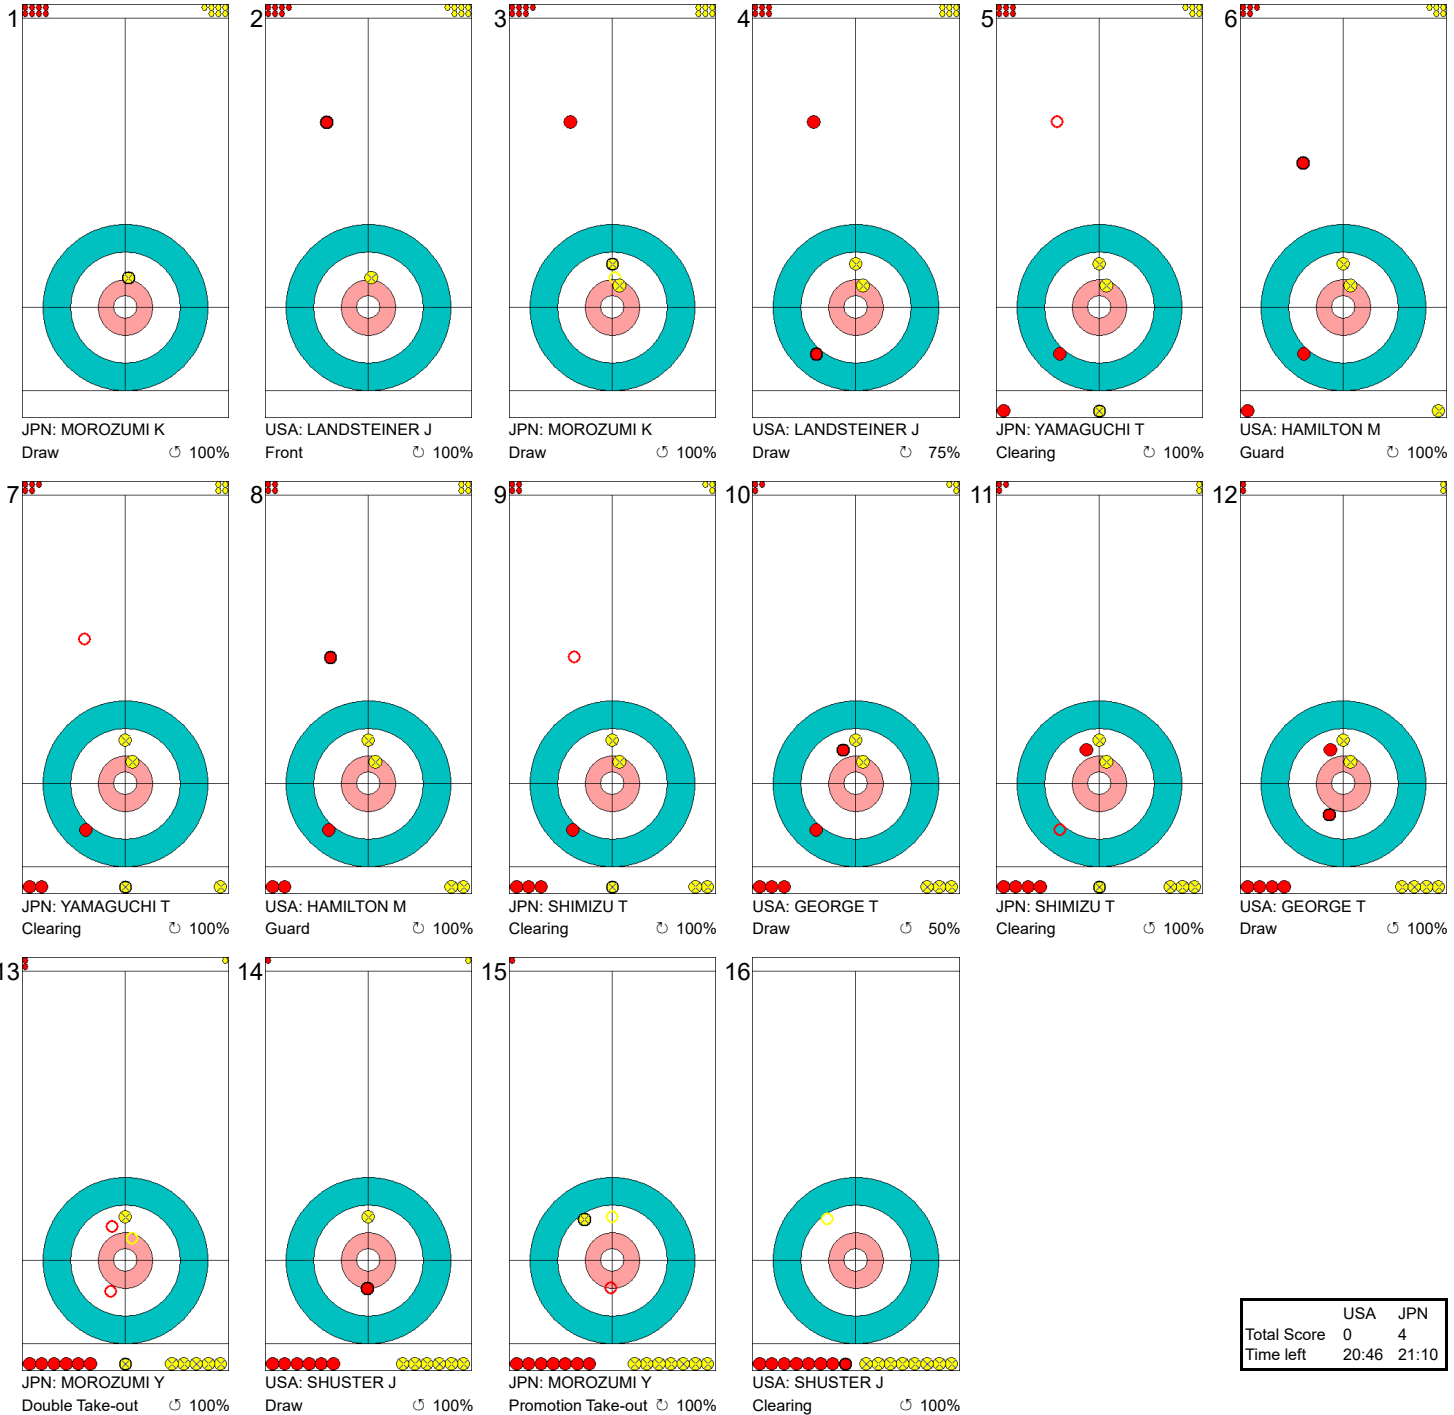 1
JPN: MOROZUMI K
Draw ↺ 100%
2
USA: LANDSTEINER J
Front ↻ 100%
3
JPN: MOROZUMI K
Draw ↺ 100%
4
USA: LANDSTEINER J
Draw ↻ 75%
5
JPN: YAMAGUCHI T
Clearing ↻ 100%
6
USA: HAMILTON M
Guard ↻ 100%
7
JPN: YAMAGUCHI T
Clearing ↻ 100%
8
USA: HAMILTON M
Guard ↻ 100%
9
JPN: SHIMIZU T
Clearing ↻ 100%
10
USA: GEORGE T
Draw ↺ 50%
11
JPN: SHIMIZU T
Clearing ↺ 100%
12
USA: GEORGE T
Draw ↺ 100%
13
JPN: MOROZUMI Y
Double Take-out ↺ 100%
14
USA: SHUSTER J
Draw ↻ 100%
15
JPN: MOROZUMI Y
Promotion Take-out ↻ 100%
16
USA: SHUSTER J
Clearing ↺ 100%
USA JPN
Total Score 0 4
Time left 20:46 21:10